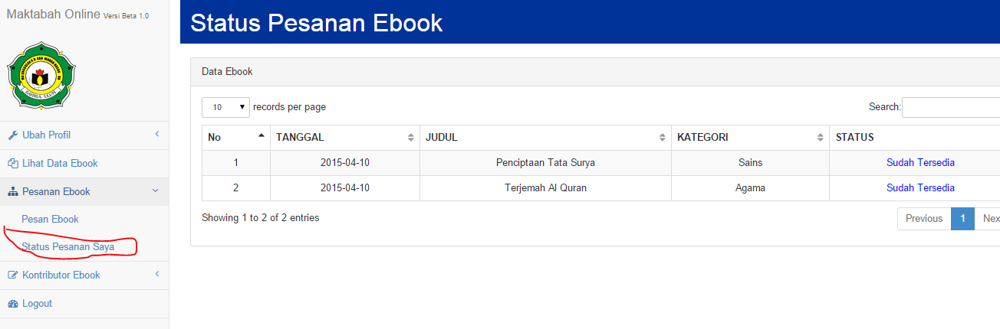 Maktabah Online Versi Beta 1.0
BAHRUL ULUM
Ubah Profil
Lihat Data Ebook
Pesanan Ebook
Pesan Ebook
Status Pesanan Saya
Kontributor Ebook
Logout
Status Pesanan Ebook
Data Ebook
10 records per page
Search:
No TANGGAL JUDUL KATEGORI STATUS
1 2015-04-10 Penciptaan Tata Surya Sains Sudah Tersedia
2 2015-04-10 Terjemah Al Quran Agama Sudah Tersedia
Showing 1 to 2 of 2 entries
Previous 1 Nex